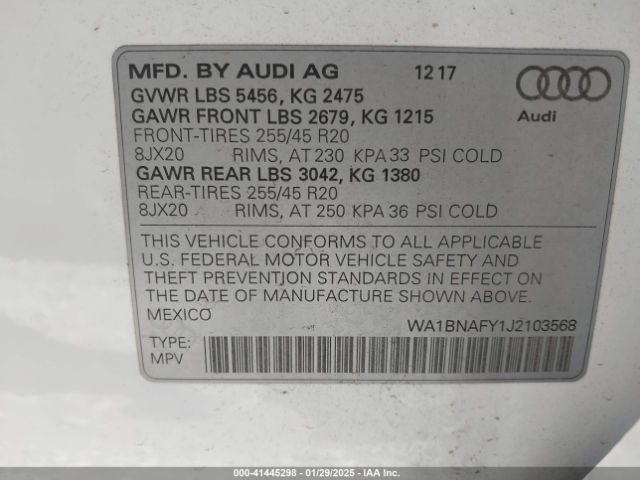 MFD. BY AUDI AG 12 17
GVWR LBS 5456, KG 2475
GAWR FRONT LBS 2679, KG 1215
Audi
FRONT-TIRES 255/45 R20
8JX20 RIMS, AT 230 KPA 33 PSI COLD
GAWR REAR LBS 3042, KG 1380
REAR-TIRES 255/45 R20
8JX20 RIMS, AT 250 KPA 36 PSI COLD
THIS VEHICLE CONFORMS TO ALL APPLICABLE
U.S. FEDERAL MOTOR VEHICLE SAFETY AND
THEFT PREVENTION STANDARDS IN EFFECT ON
THE DATE OF MANUFACTURE SHOWN ABOVE.
MEXICO WA1BNAFY1J2103568
TYPE:
MPV
000-41445298 - 01/29/2025 - IAA Inc.